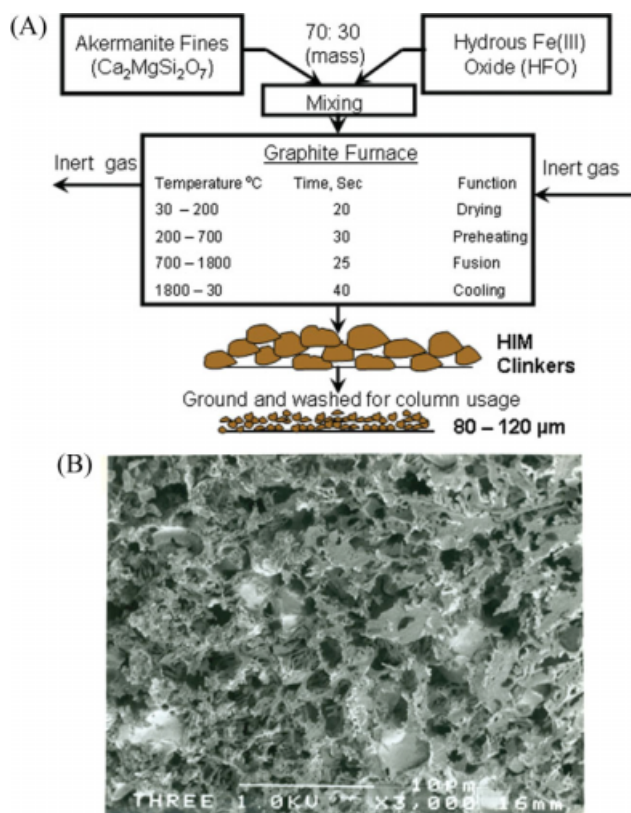 (A)
Akermanite Fines
(Ca₂MgSi₂O₇)
70: 30
(mass)
Hydrous Fe(III)
Oxide (HFO)
Mixing
Inert gas
Graphite Furnace
Inert gas
Temperature ºC Time, Sec Function
30 – 200 20 Drying
200 – 700 30 Preheating
700 – 1800 25 Fusion
1800 – 30 40 Cooling
HIM
Clinkers
Ground and washed for column usage
80 – 120 µm
(B)
10µm
THREE 1.0KV X3,000 16mm